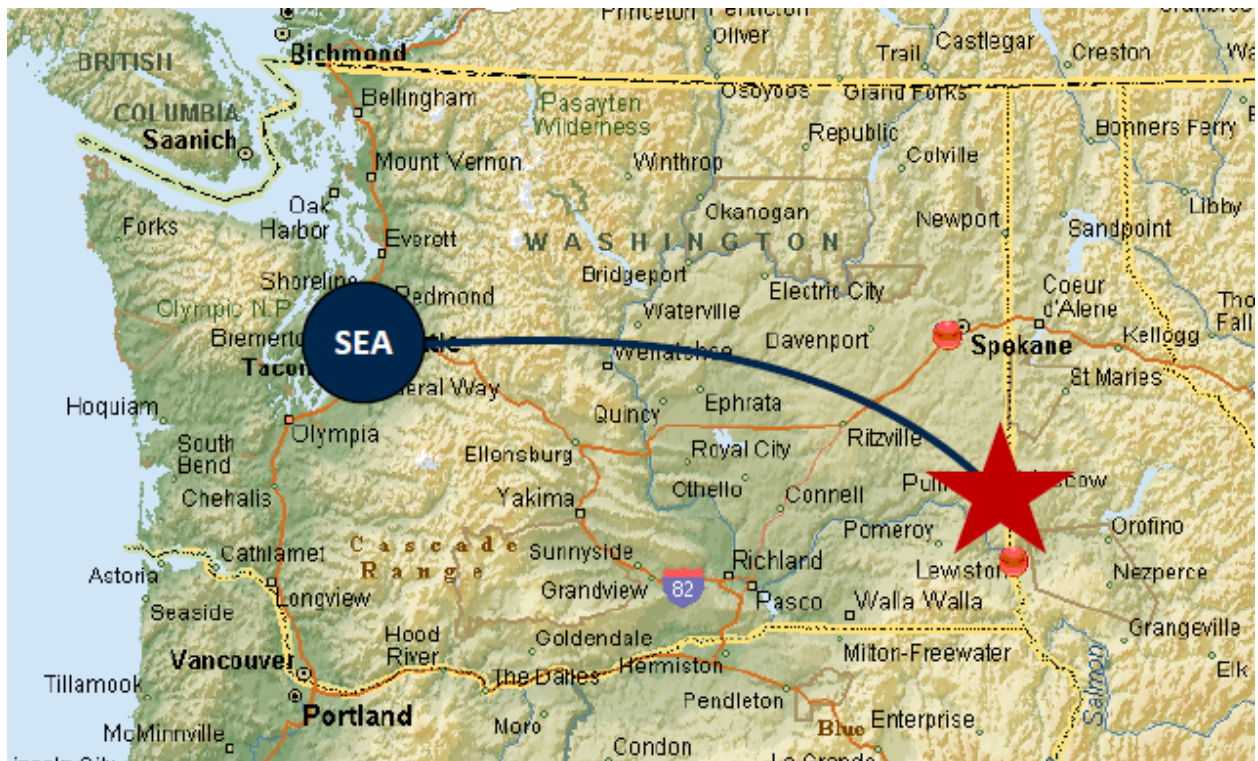 Princeton
Penticton
Oliver
Castlegar
Trail
Creston
Richmond
BRITISH
COLUMBIA
Saanich
Bellingham
Pasayten
Wilderness
Osoyoos
Grand Forks
Republic
Bonners Ferry
Mount Vernon
Winthrop
Colville
Oak
Harbor
Okanogan
Newport
Libby
Sandpoint
Forks
Everett
WASHINGTON
Shoreline
Bridgeport
Electric City
Coeur
d'Alene
Olympic N.P.
Redmond
Waterville
Davenport
Kellogg
Fall
SEA
Wenatchee
Spokane
St Maries
Hoquiam
Quincy
Ephrata
Olympia
Ritzville
South
Bend
Ellensburg
Royal City
Chehalis
Othello
Connell
Yakima
Pomeroy
Orofino
Cathlamet
Cascade
Range
Sunnyside
Richland
Lewiston
Nezperce
Astoria
Grandview
82
Pasco
Walla Walla
Seaside
Longview
Hood
River
Goldendale
Grangeville
Vancouver
Hermiston
Milton-Freewater
The Dalles
Elk
Tillamook
Portland
Pendleton
Salmon
McMinnville
Moro
Blue
Enterprise
Condon
La Grande